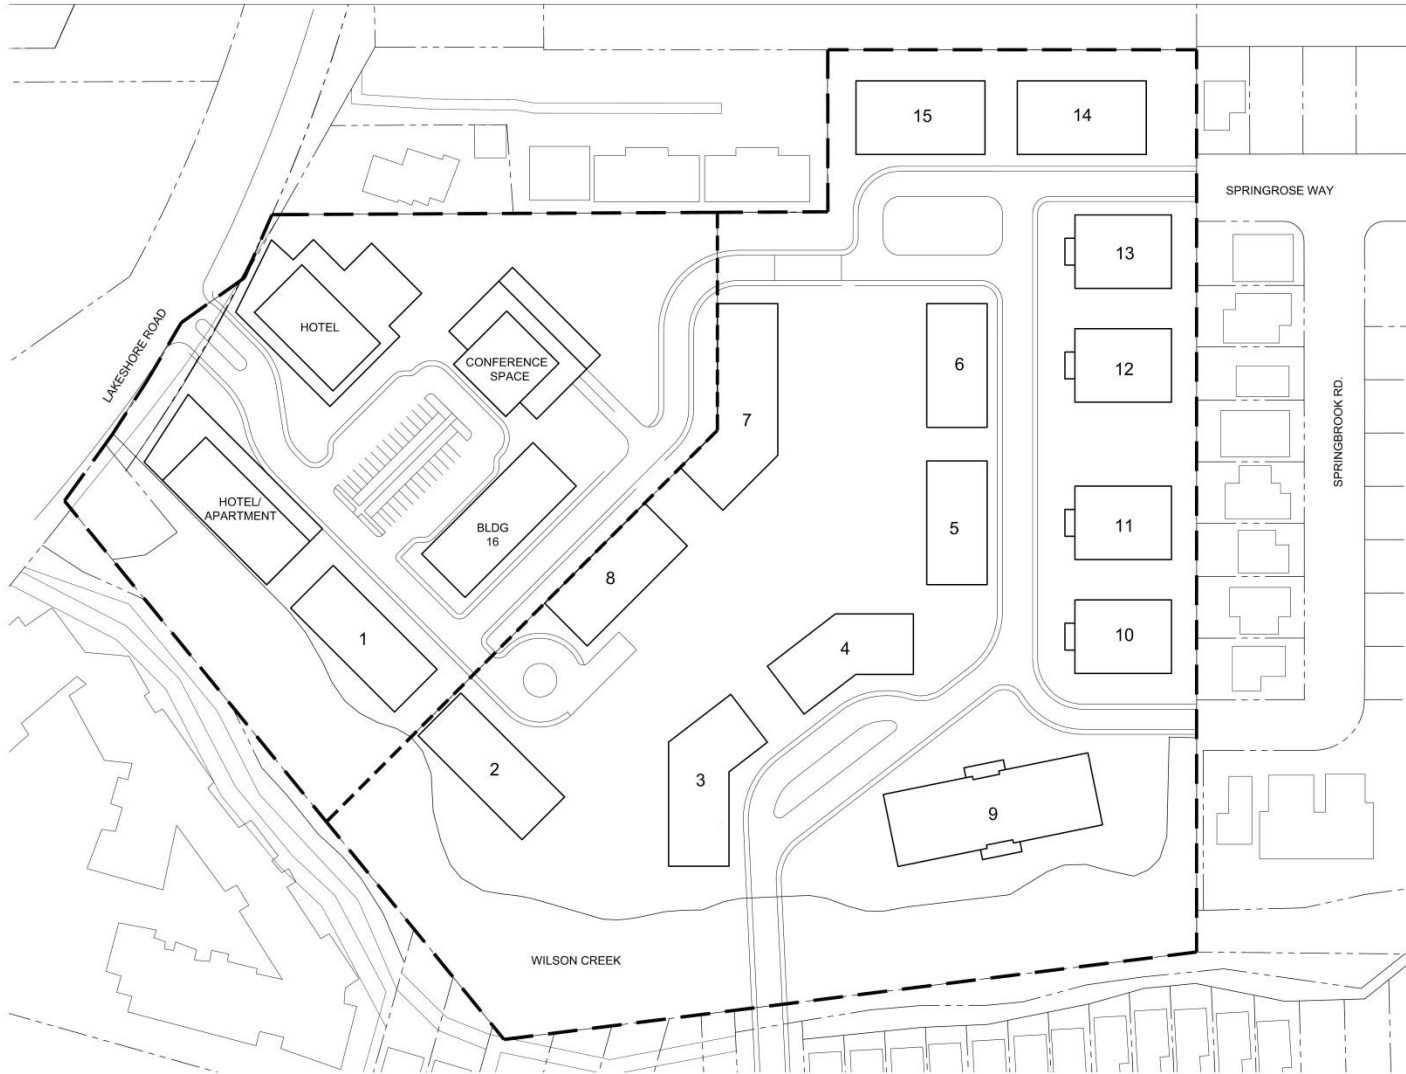 15
14
SPRINGROSE WAY
13
HOTEL
LAKESHORE ROAD
CONFERENCE
SPACE
6
12
7
SPRINGBROOK RD.
HOTEL/
APARTMENT
BLDG
16
5
11
8
1
4
10
2
3
9
WILSON CREEK